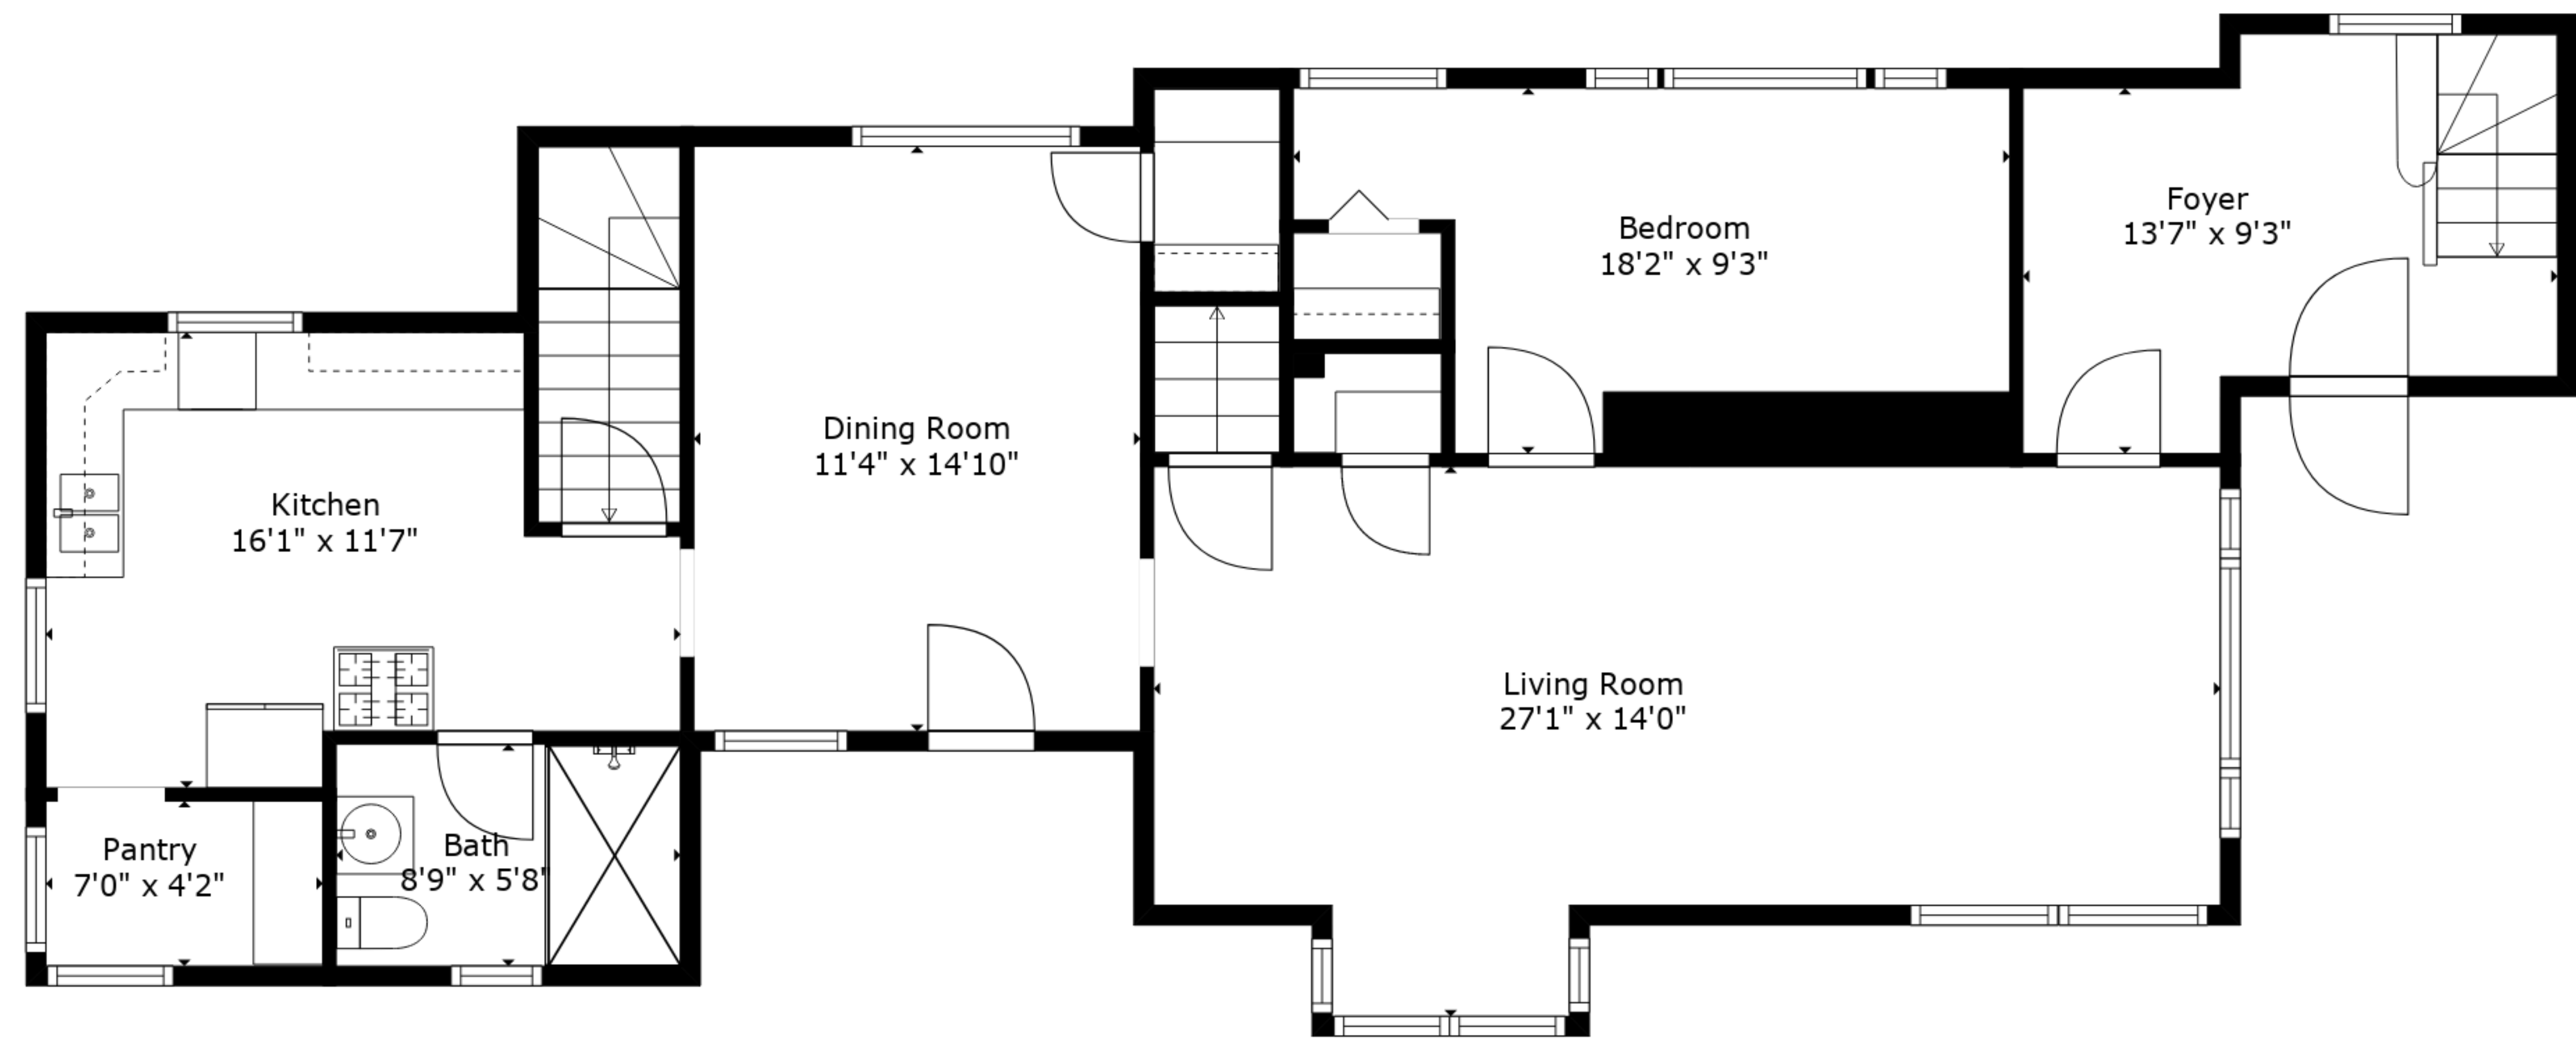 Foyer
13'7" x 9'3"
Bedroom
18'2" x 9'3"
Dining Room
11'4" x 14'10"
Kitchen
16'1" x 11'7"
Living Room
27'1" x 14'0"
Pantry
7'0" x 4'2"
Bath
8'9" x 5'8"